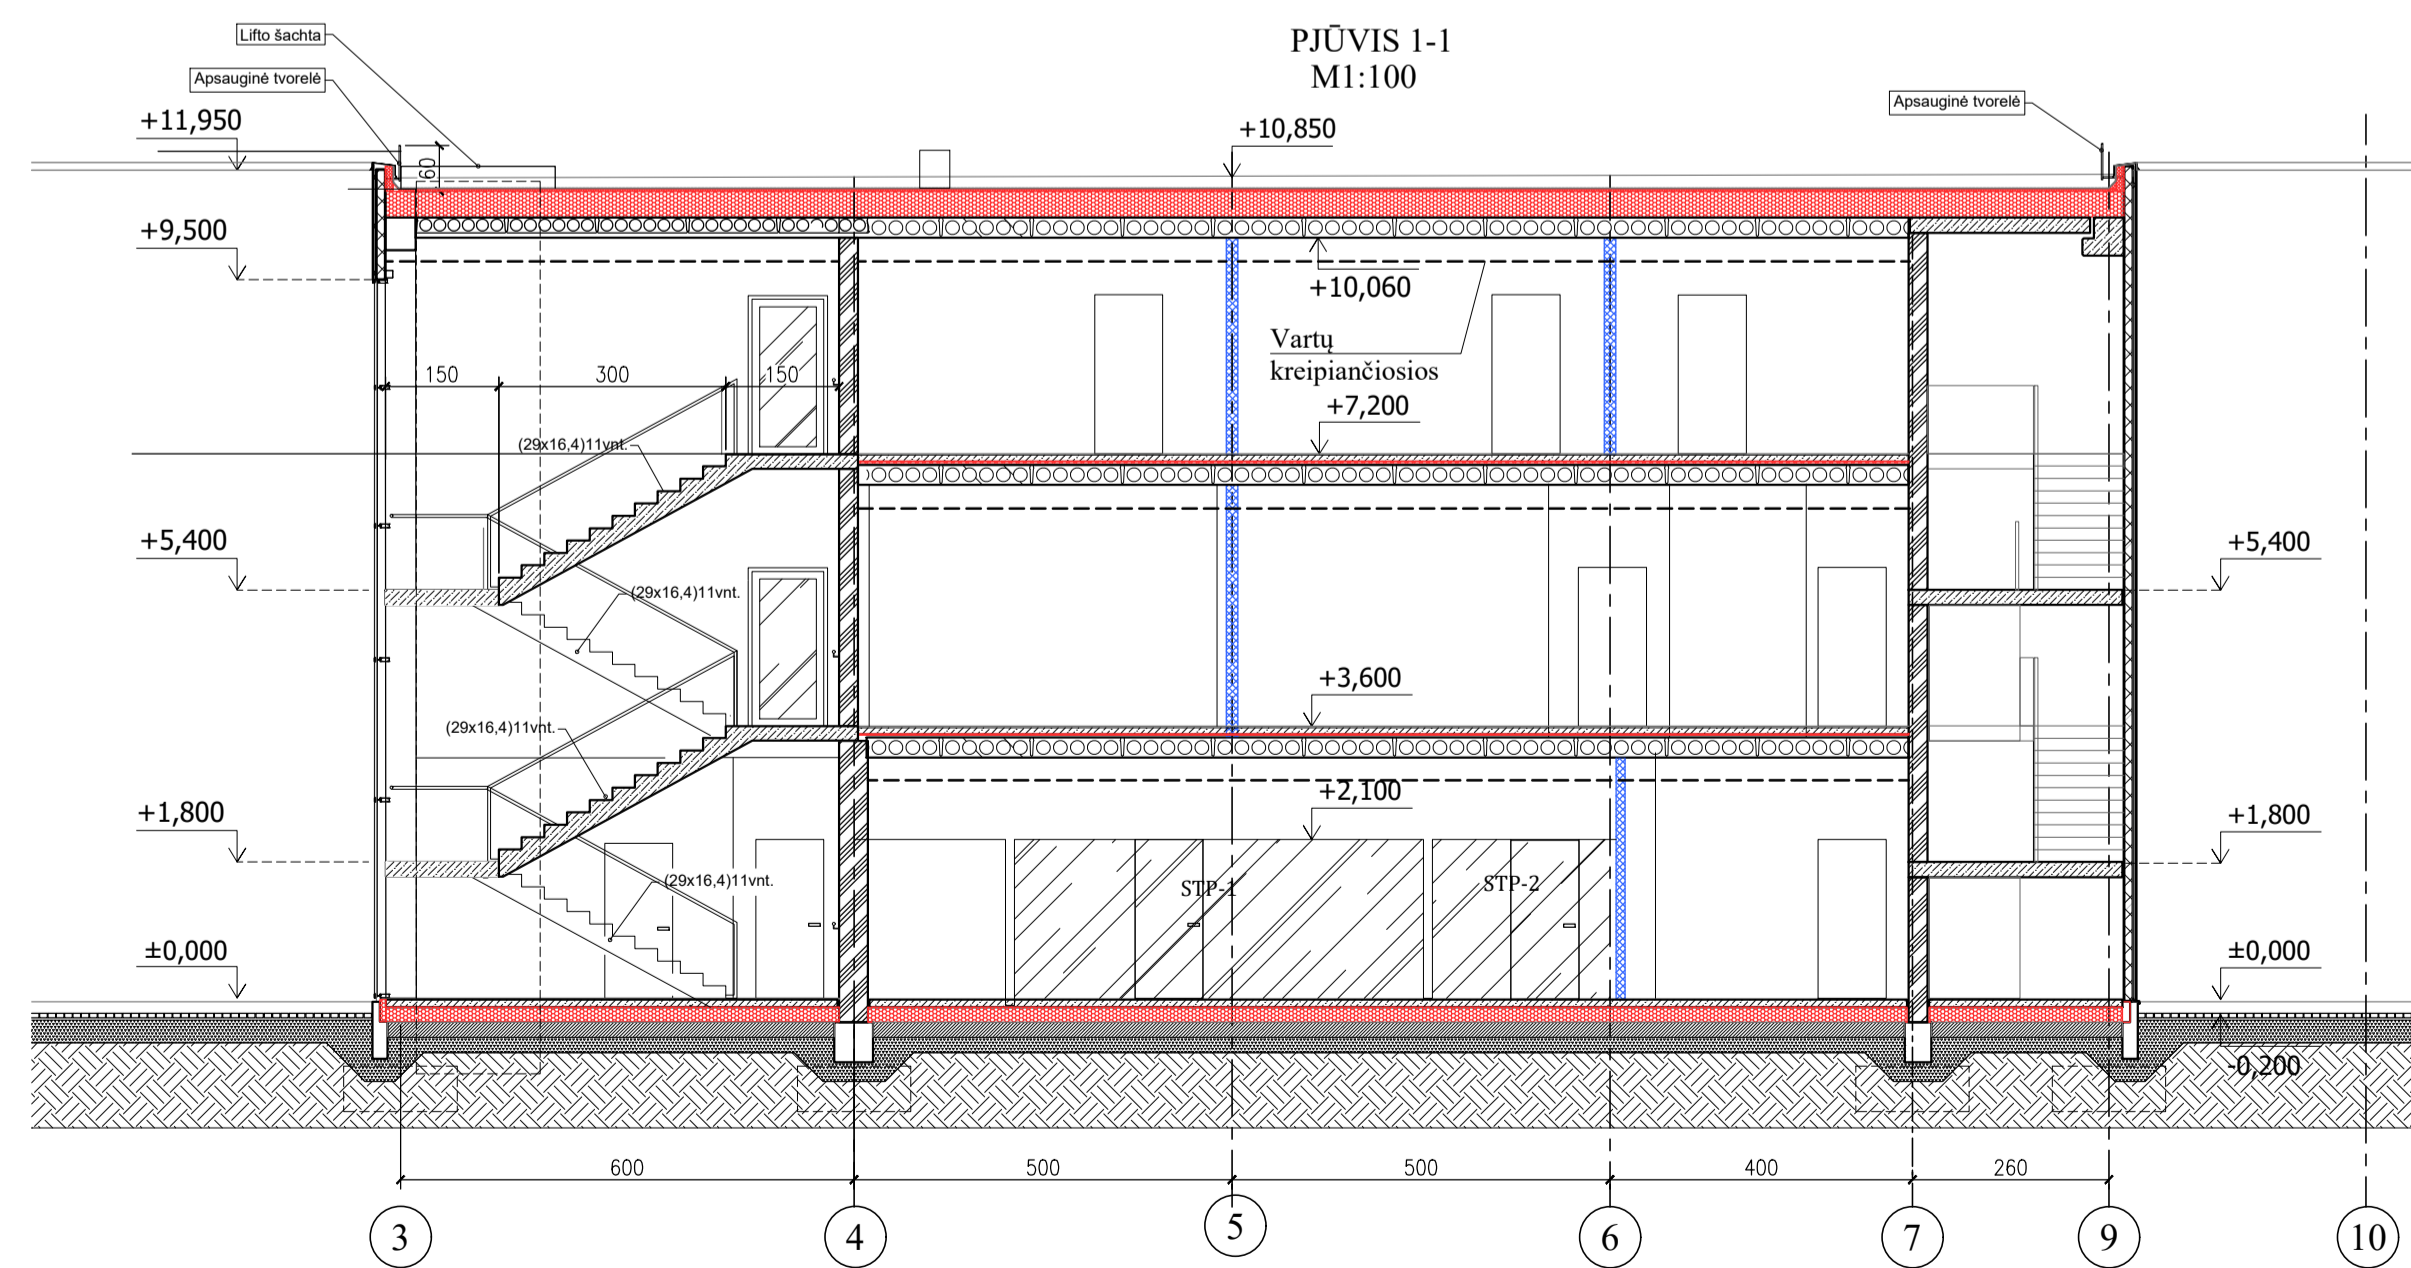 PJŪVIS 1-1
M1:100
Lifto šachta
Apsauginė tvorelė
Apsauginė tvorelė
+11,950
+10,850
60
+9,500
+10,060
Vartų
kreipiančiosios
150
300
150
+7,200
(29x16,4)11vnt.
+5,400
+5,400
(29x16,4)11vnt.
+3,600
(29x16,4)11vnt.
+2,100
+1,800
+1,800
(29x16,4)11vnt.
STP-1
STP-2
±0,000
±0,000
-0,200
600
500
500
400
260
3
4
5
6
7
9
10